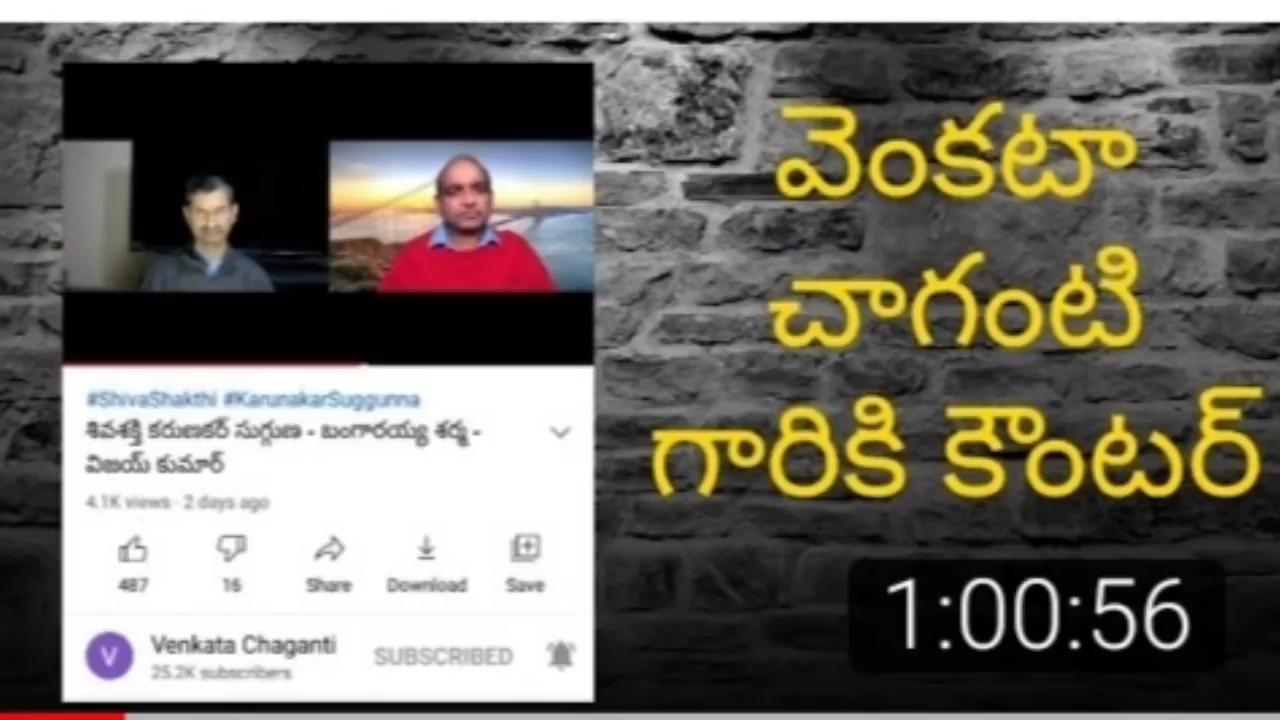 వెంకటా
చాగంటి
గారికి కౌంటర్
#ShivaShakthi #KarunakarSuggunna
శివశక్తి కరుణకర్ సుగ్గుణ - బంగారయ్య శర్మ -
విజయ్ కుమార్
4.1K views · 2 days ago
487 16 Share Download Save
V
Venkata Chaganti
25.2K subscribers
SUBSCRIBED
1:00:56